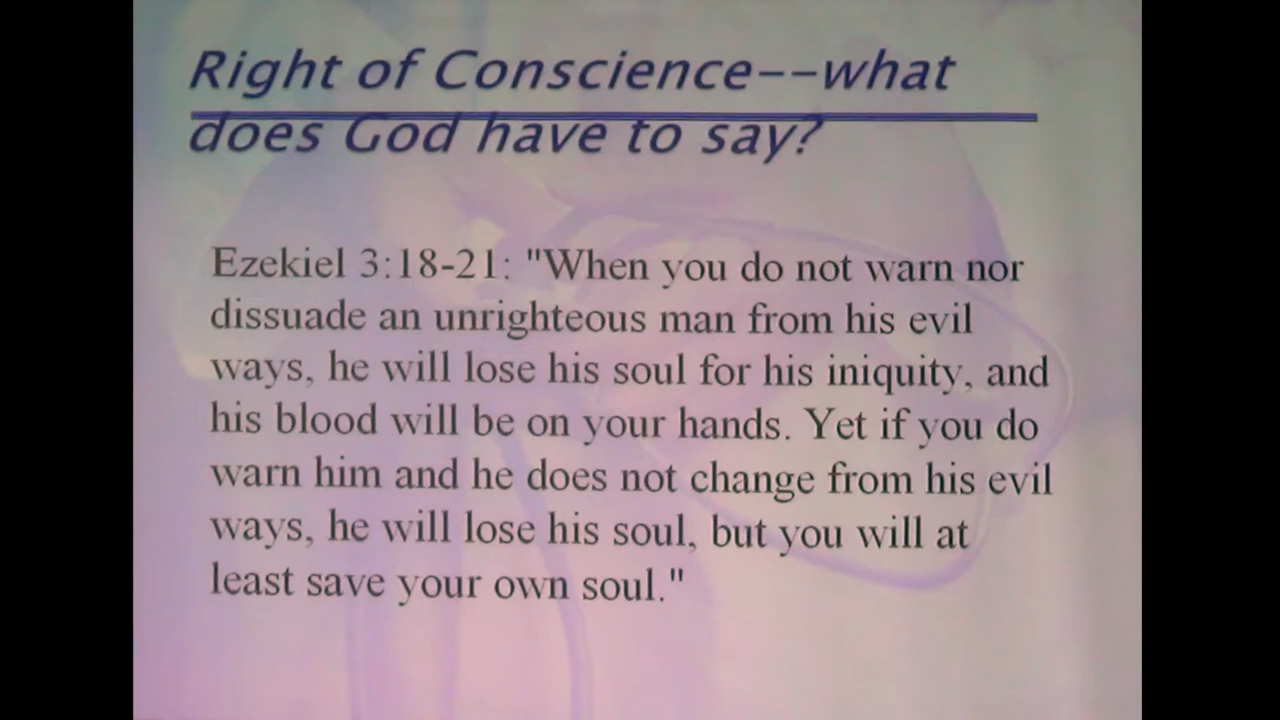 Right of Conscience--what
does God have to say?
Ezekiel 3:18-21: "When you do not warn nor
dissuade an unrighteous man from his evil
ways, he will lose his soul for his iniquity, and
his blood will be on your hands. Yet if you do
warn him and he does not change from his evil
ways, he will lose his soul, but you will at
least save your own soul."